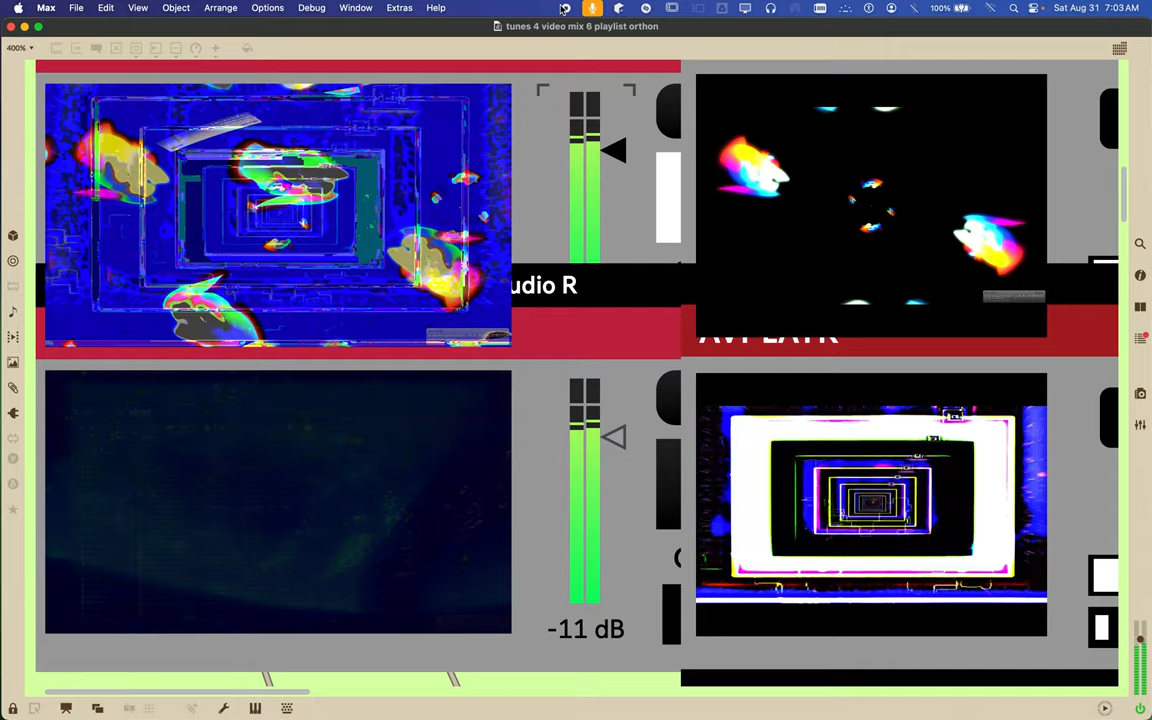 Max File Edit View Object Arrange Options Debug Window Extras Help 100% Sat Aug 31 7:03 AM
tunes 4 video mix 6 playlist orthon
400%
udio R
-11 dB